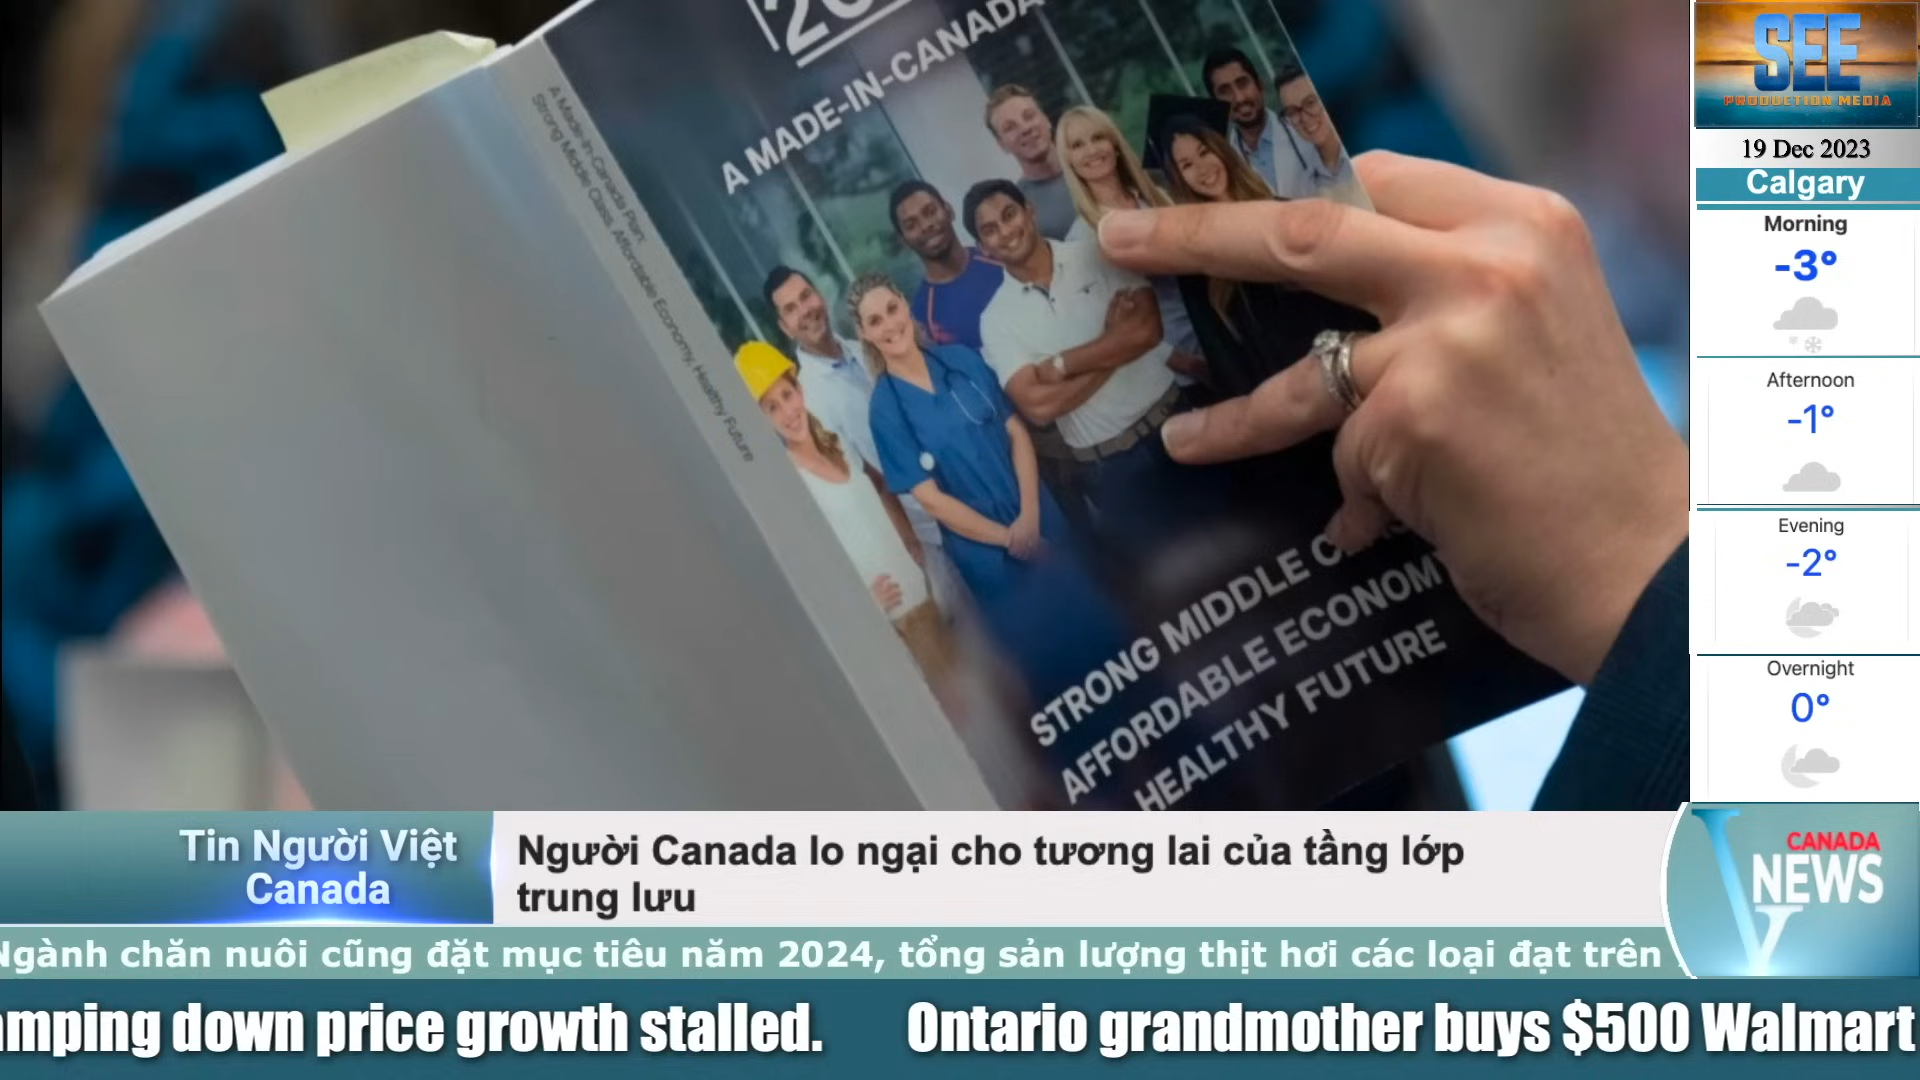 A MADE-IN-CANADA
A Made-In-Canada Plan:
Strong Middle Class, Affordable Economy, Healthy Future
STRONG MIDDLE
AFFORDABLE ECONOMY
HEALTHY FUTURE
SEE
PRODUCTION MEDIA
19 Dec 2023
Calgary
Morning
-3°
Afternoon
-1°
Evening
-2°
Overnight
0°
Tin Người Việt
Canada
Người Canada lo ngại cho tương lai của tầng lớp
trung lưu
V
CANADA
NEWS
Ngành chăn nuôi cũng đặt mục tiêu năm 2024, tổng sản lượng thịt hơi các loại đạt trên
amping down price growth stalled. Ontario grandmother buys $500 Walmart